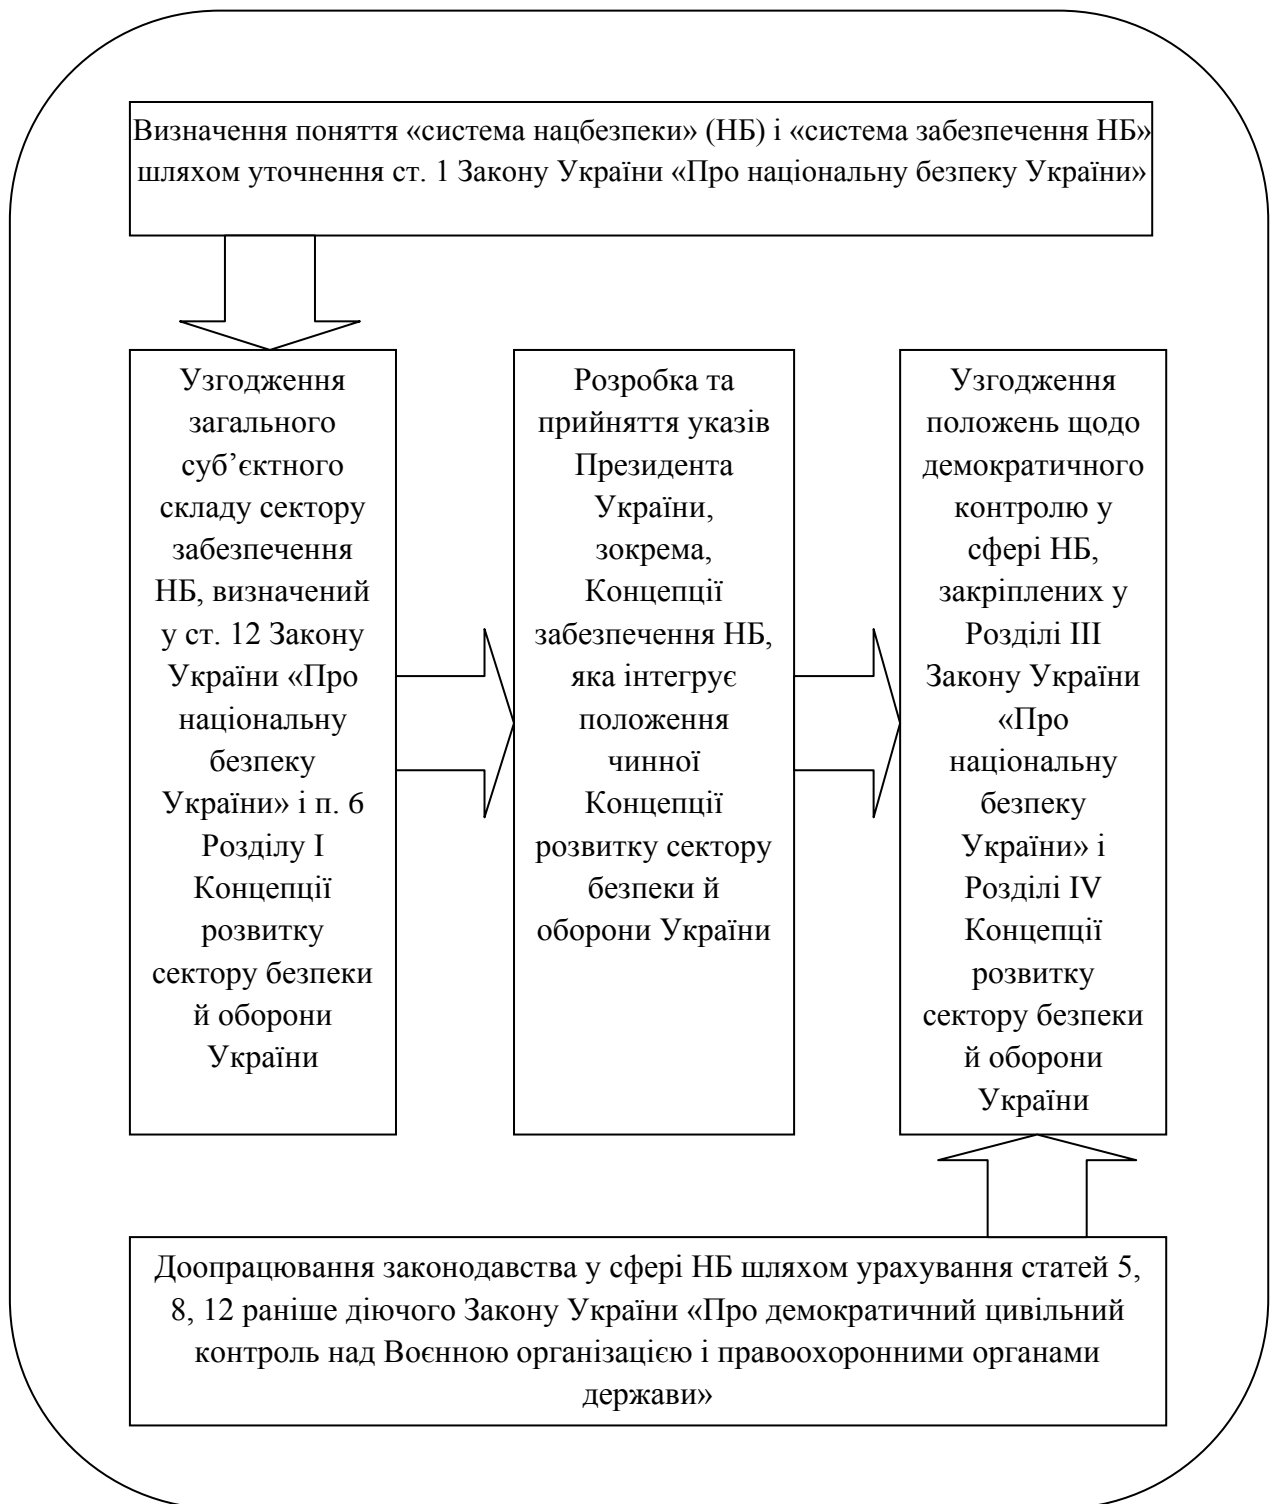 Визначення поняття «система нацбезпеки» (НБ) і «система забезпечення НБ»
шляхом уточнення ст. 1 Закону України «Про національну безпеку України»
Узгодження
загального
суб’єктного
складу сектору
забезпечення
НБ, визначений
у ст. 12 Закону
України «Про
національну
безпеку
України» і п. 6
Розділу І
Концепції
розвитку
сектору безпеки
й оборони
України
Розробка та
прийняття указів
Президента
України,
зокрема,
Концепції
забезпечення НБ,
яка інтегрує
положення
чинної
Концепції
розвитку сектору
безпеки й
оборони України
Узгодження
положень щодо
демократичного
контролю у
сфері НБ,
закріплених у
Розділі ІІІ
Закону України
«Про
національну
безпеку
України» і
Розділі IV
Концепції
розвитку
сектору безпеки
й оборони
України
Доопрацювання законодавства у сфері НБ шляхом урахування статей 5,
8, 12 раніше діючого Закону України «Про демократичний цивільний
контроль над Воєнною організацією і правоохоронними органами
держави»